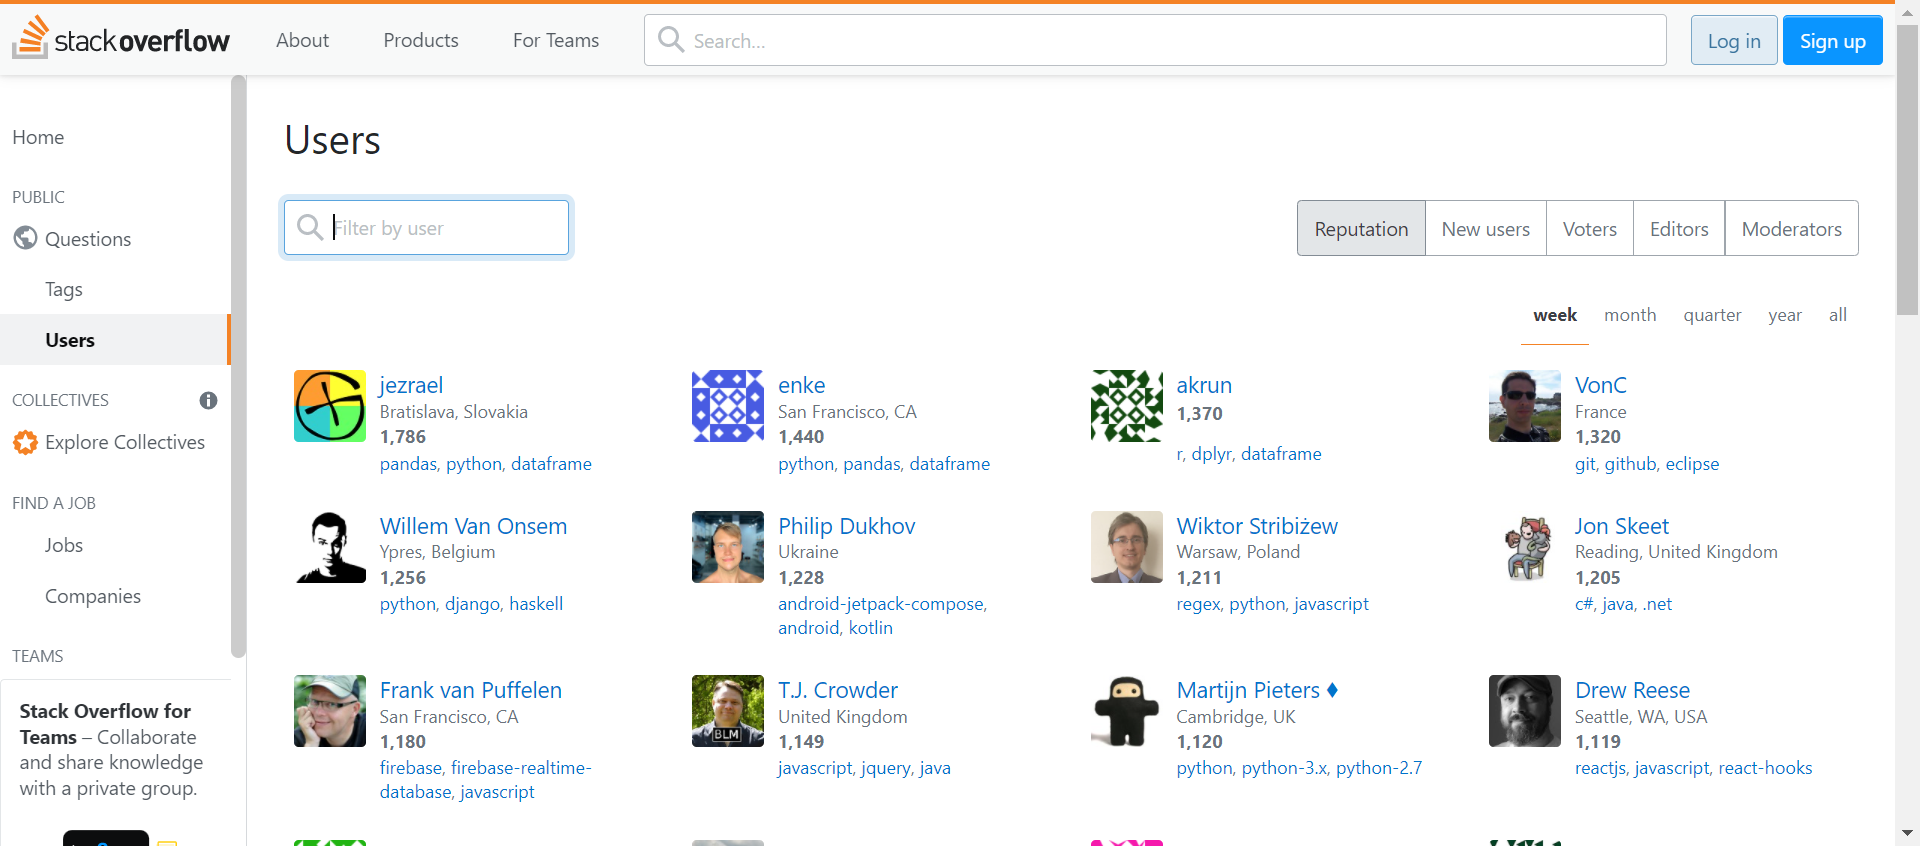 stackoverflow
About
Products
For Teams
Search...
Log in
Sign up
Home
PUBLIC
Questions
Tags
Users
COLLECTIVES
Explore Collectives
FIND A JOB
Jobs
Companies
TEAMS
Stack Overflow for
Teams – Collaborate
and share knowledge
with a private group.
Users
Filter by user
Reputation
New users
Voters
Editors
Moderators
week
month
quarter
year
all
jezrael
Bratislava, Slovakia
1,786
pandas, python, dataframe
enke
San Francisco, CA
1,440
python, pandas, dataframe
akrun
1,370
r, dplyr, dataframe
VonC
France
1,320
git, github, eclipse
Willem Van Onsem
Ypres, Belgium
1,256
python, django, haskell
Philip Dukhov
Ukraine
1,228
android-jetpack-compose,
android, kotlin
Wiktor Stribiżew
Warsaw, Poland
1,211
regex, python, javascript
Jon Skeet
Reading, United Kingdom
1,205
c#, java, .net
Frank van Puffelen
San Francisco, CA
1,180
firebase, firebase-realtime-
database, javascript
BLM
T.J. Crowder
United Kingdom
1,149
javascript, jquery, java
Martijn Pieters ♦
Cambridge, UK
1,120
python, python-3.x, python-2.7
Drew Reese
Seattle, WA, USA
1,119
reactjs, javascript, react-hooks